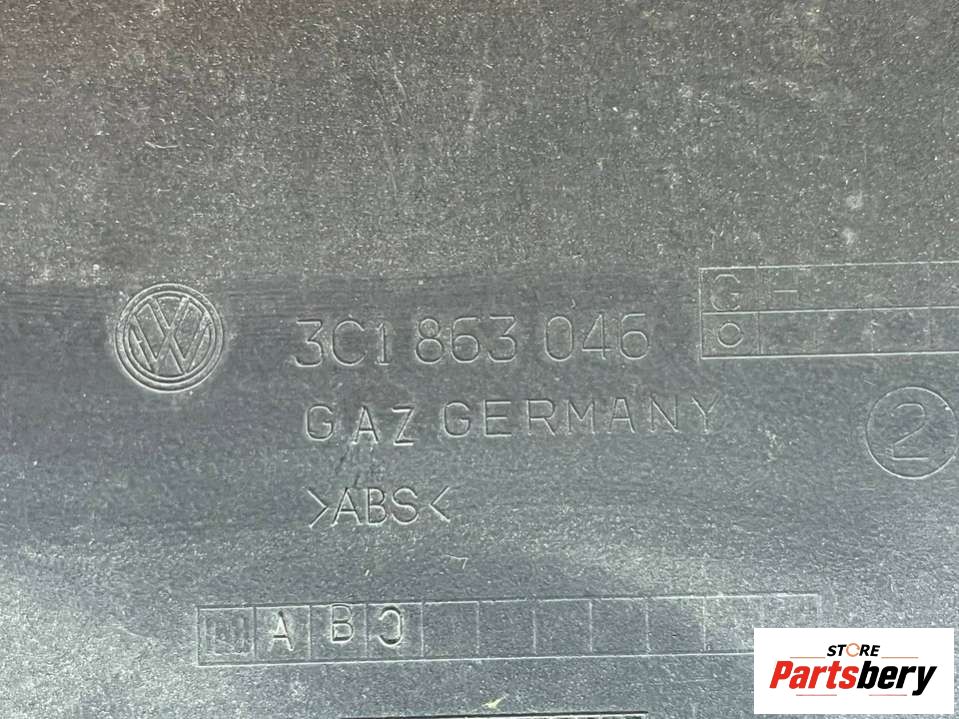 G H
3C1 863 046
GAZ GERMANY
2
>ABS<
A B C
STORE
Partsbery